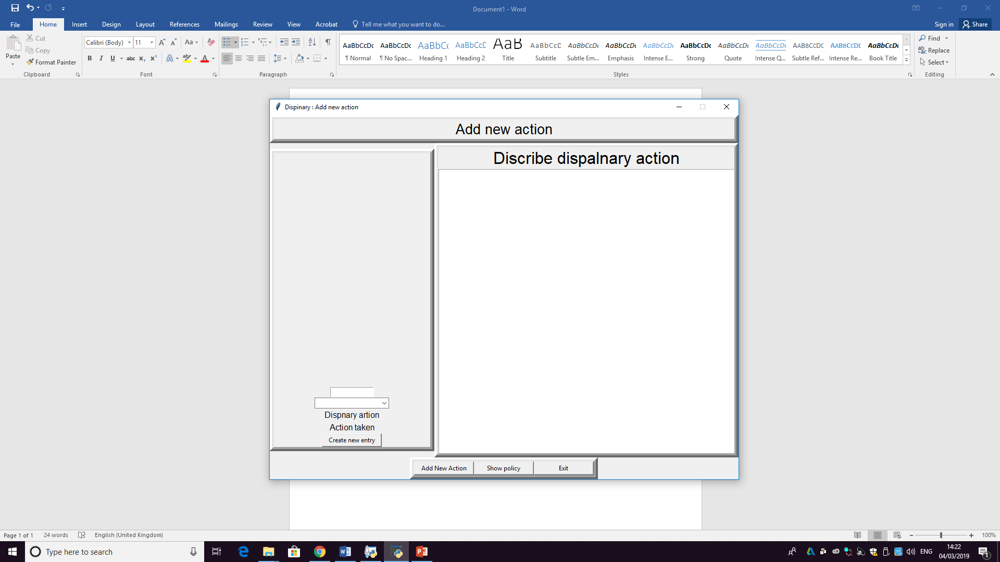 Document1 - Word
File Home Insert Design Layout References Mailings Review View Acrobat Tell me what you want to do... Sign in Share
Paste Cut Copy Format Painter
Calibri (Body) 11 Aa
B I U abc x₂ x² A ab A
AaBbCcDc AaBbCcDc AaBbCc AaBbCcD AaB AaBbCcD AaBbCcDc AaBbCcDc AaBbCcDc AaBbCcDc AaBbCcDc AaBbCcDc AABBCCDE AABBCCDE AaBbCcDc
¶ Normal ¶ No Spac... Heading 1 Heading 2 Title Subtitle Subtle Em... Emphasis Intense E... Strong Quote Intense Q... Subtle Ref... Intense Re... Book Title
Find
Replace
Select
Clipboard Font Paragraph Styles Editing
Dispinary : Add new action
Add new action
Discribe dispalnary action
Dispnary artion
Action taken
Create new entry
Add New Action Show policy Exit
Page 1 of 1 24 words English (United Kingdom) 100%
Type here to search
ENG
14:22
04/03/2019
1